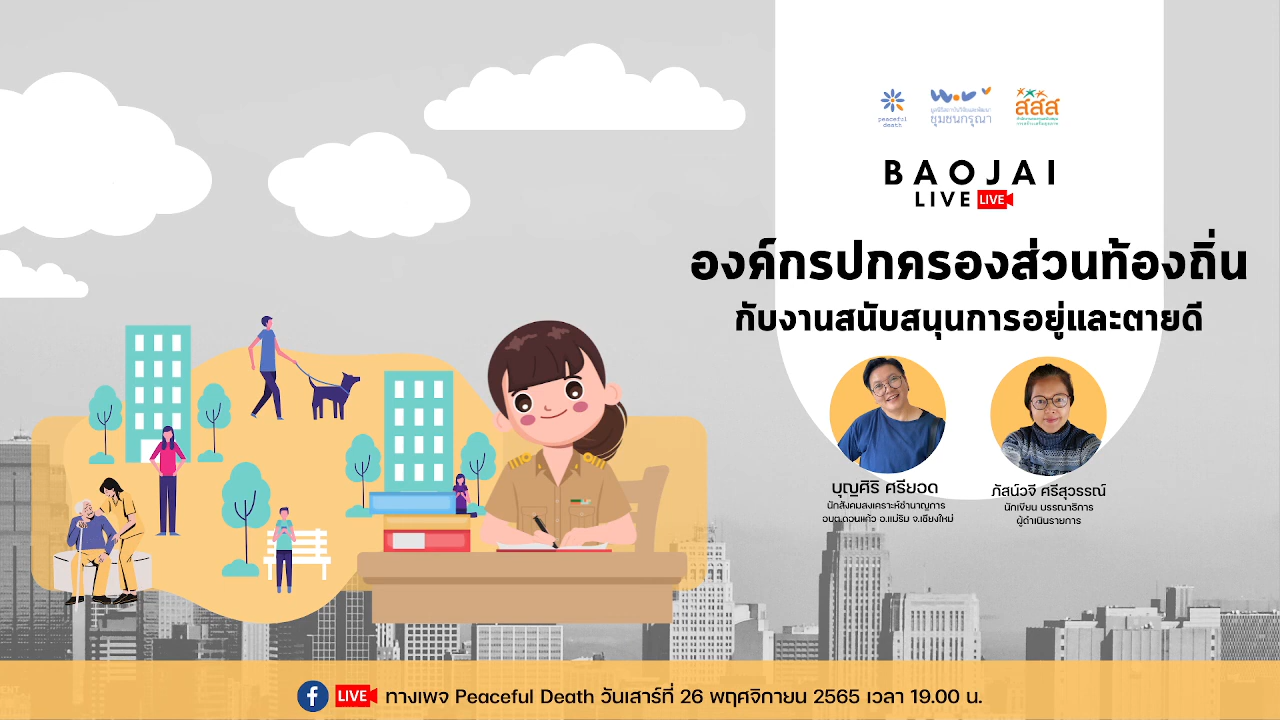 peaceful
death
ชุมชนกรุณา
สสส
BAOJAI
LIVE LIVE
องค์กรปกครองส่วนท้องถิ่น
กับงานสนับสนุนการอยู่และตายดี
บุญศิริ ศรียวด
นักสังคมสงเคราะห์ชำนาญการ
อบต.ดอนแก้ว อ.แม่ริม จ.เชียงใหม่
ภัสน์วจี ศรีสุวรรณ์
นักเขียน บรรณาธิการ
ผู้ดำเนินรายการ
LIVE ทางเพจ Peaceful Death วันเสาร์ที่ 26 พฤศจิกายน 2565 เวลา 19.00 น.